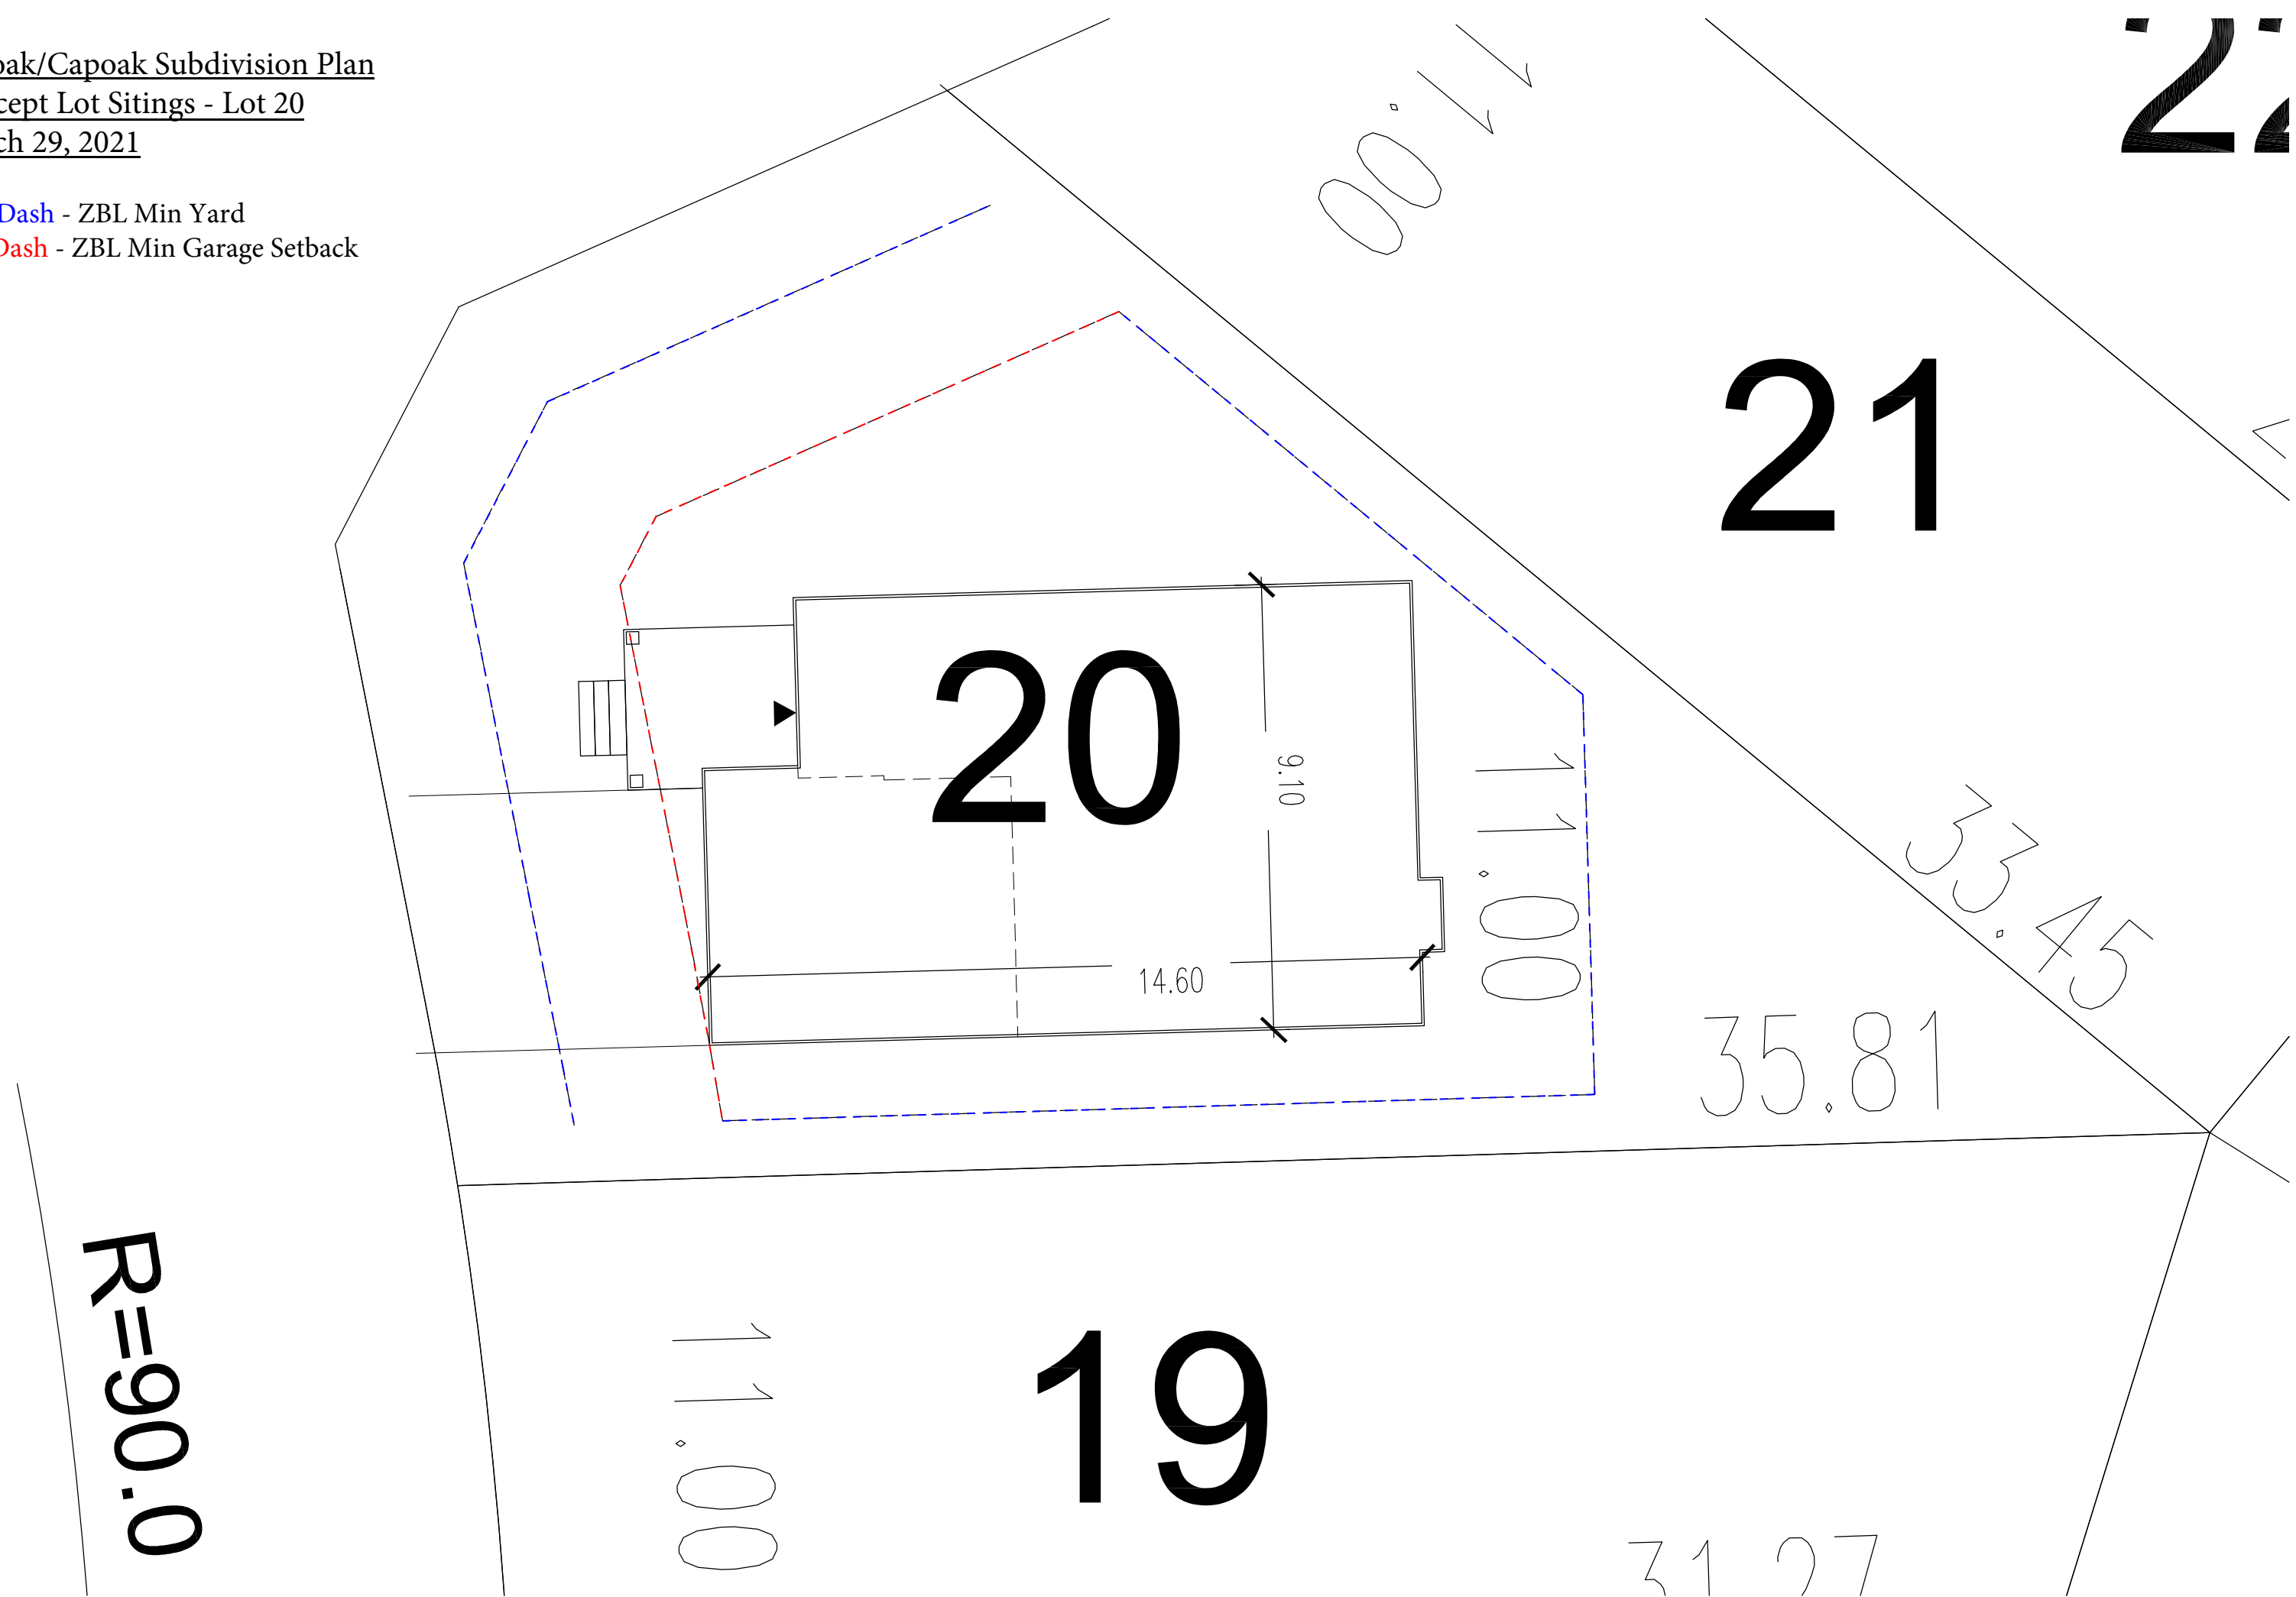 oak/Capoak Subdivision Plan
cept Lot Sitings - Lot 20
ch 29, 2021
Dash - ZBL Min Yard
Dash - ZBL Min Garage Setback
11.00
22
21
20
9.10
11.00
14.60
33.45
35.81
R=90.0
19
11.00
31.27